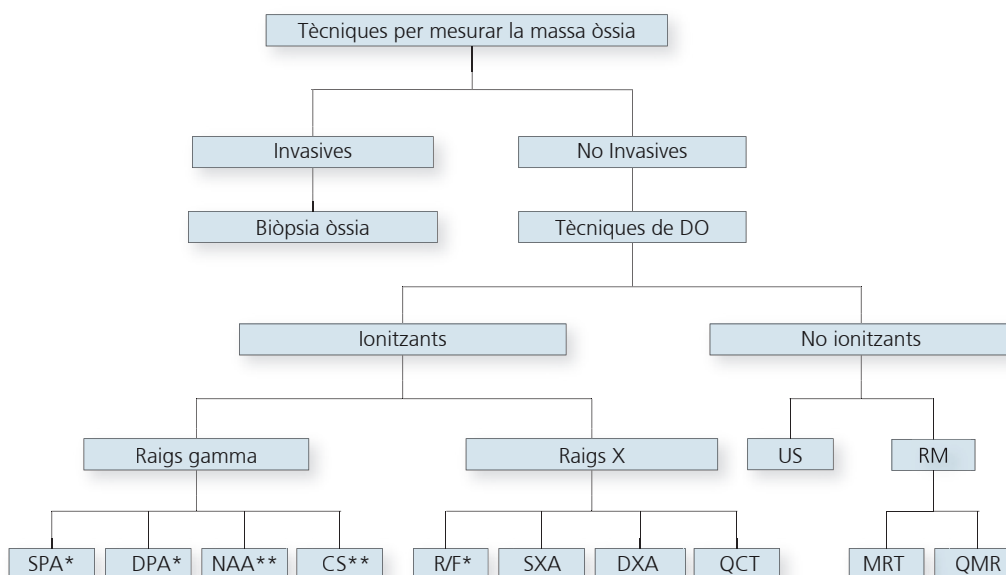 Tècniques per mesurar la massa òssia
Invasives
No Invasives
Biòpsia òssia
Tècniques de DO
Ionitzants
No ionitzants
Raigs gamma
Raigs X
US
RM
SPA*
DPA*
NAA**
CS**
R/F*
SXA
DXA
QCT
MRT
QMR